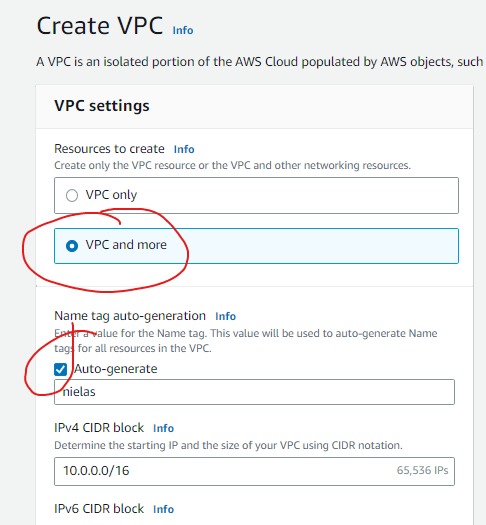 Create VPC Info
A VPC is an isolated portion of the AWS Cloud populated by AWS objects, such
VPC settings
Resources to create Info
Create only the VPC resource or the VPC and other networking resources.
VPC only
VPC and more
Name tag auto-generation Info
Enter a value for the Name tag. This value will be used to auto-generate Name
tags for all resources in the VPC.
Auto-generate
nielas
IPv4 CIDR block Info
Determine the starting IP and the size of your VPC using CIDR notation.
10.0.0.0/16 65,536 IPs
IPv6 CIDR block Info